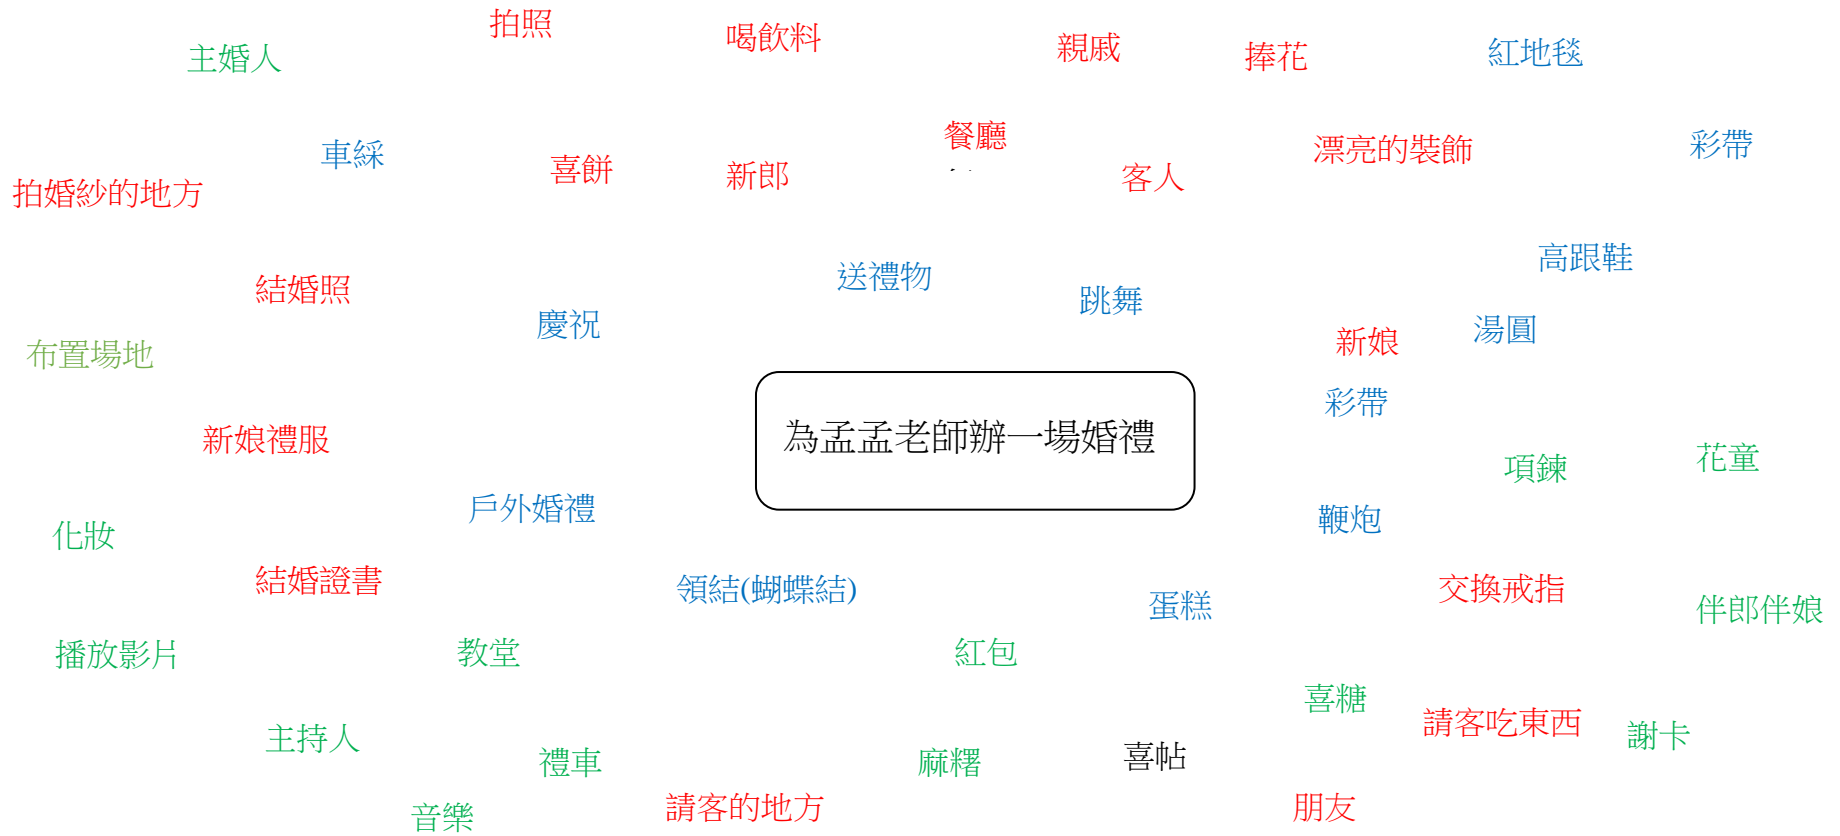 拍照
喝飲料
親戚
捧花
紅地毯
主婚人
餐廳
車綵
喜餅
新郎
客人
漂亮的裝飾
彩帶
拍婚紗的地方
高跟鞋
結婚照
送禮物
跳舞
慶祝
新娘
湯圓
布置場地
彩帶
新娘禮服
為孟孟老師辦一場婚禮
項鍊
花童
戶外婚禮
鞭炮
化妝
結婚證書
領結(蝴蝶結)
蛋糕
交換戒指
伴郎伴娘
播放影片
教堂
紅包
喜糖
請客吃東西
謝卡
主持人
禮車
麻糬
喜帖
音樂
請客的地方
朋友